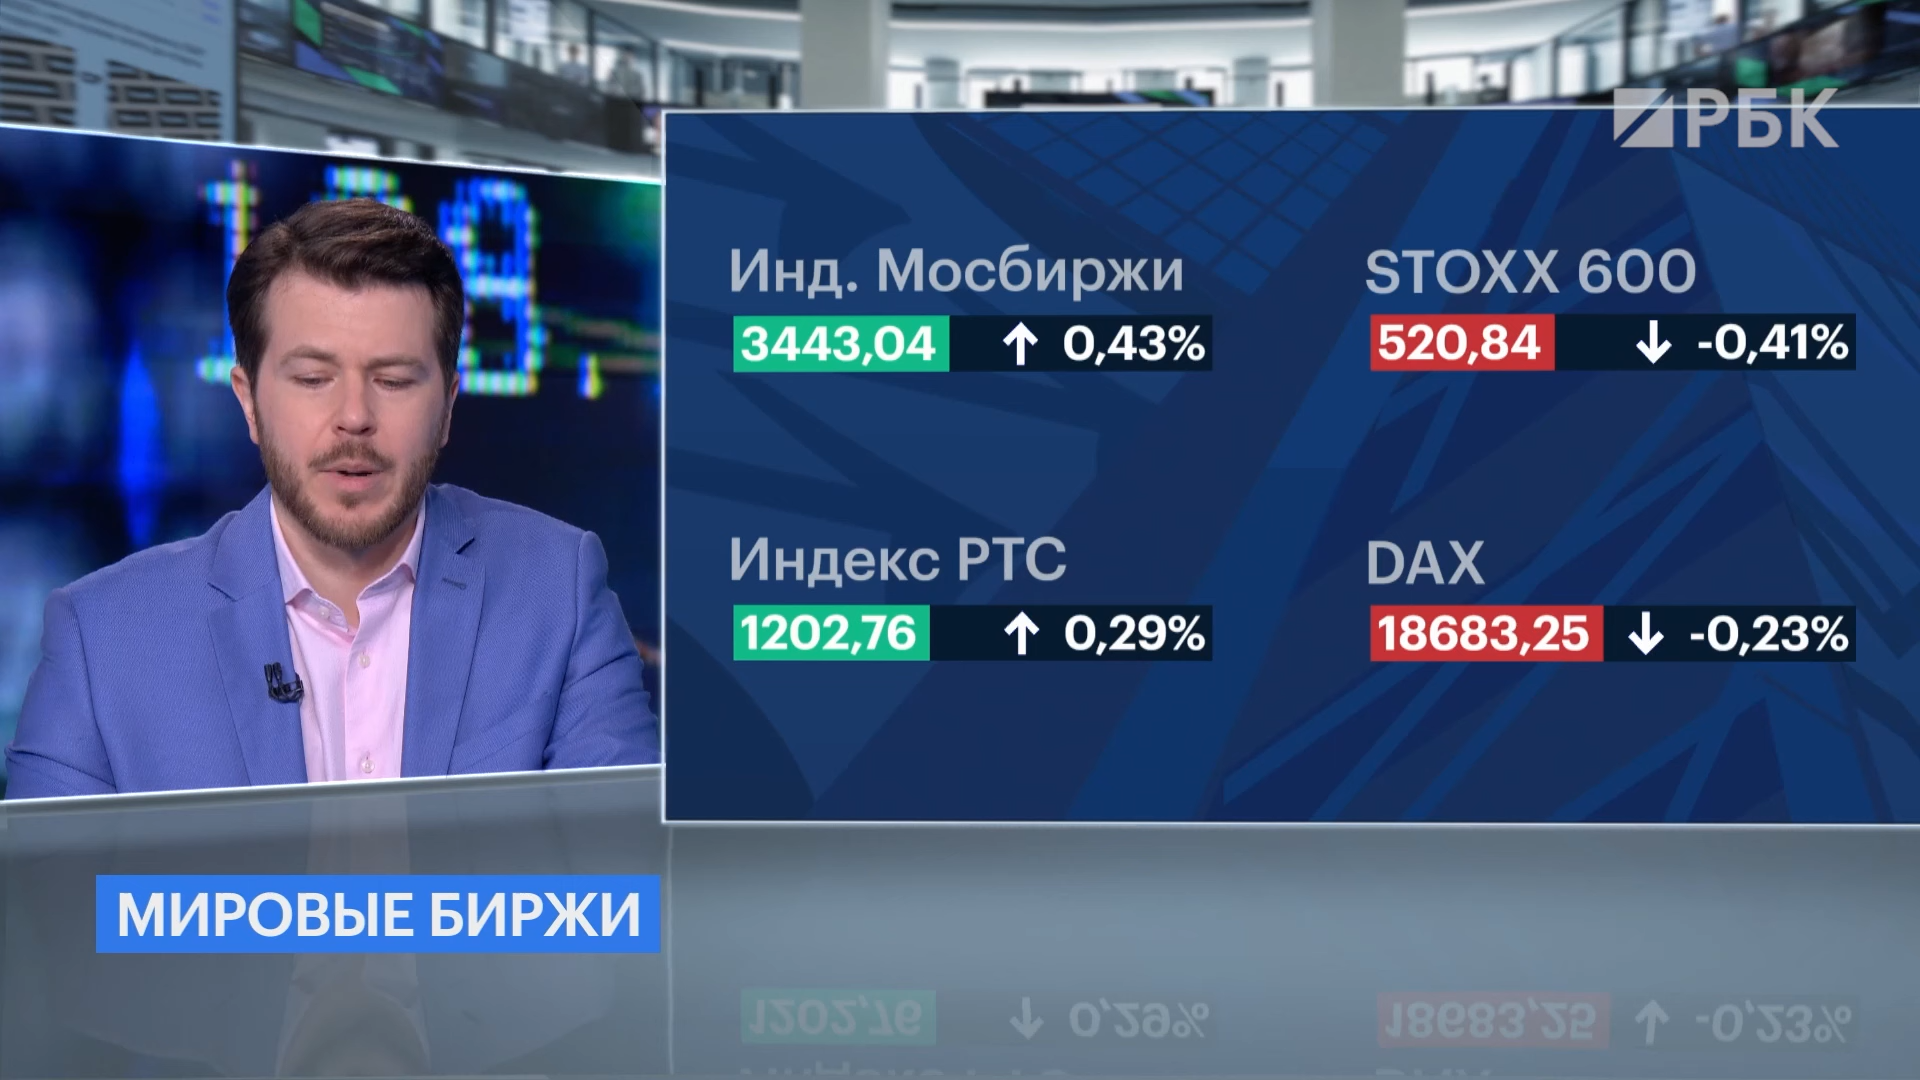 РБК
Инд. Мосбиржи
3443,04 ↑ 0,43%
STOXX 600
520,84 ↓ -0,41%
Индекс РТС
1202,76 ↑ 0,29%
DAX
18683,25 ↓ -0,23%
МИРОВЫЕ БИРЖИ